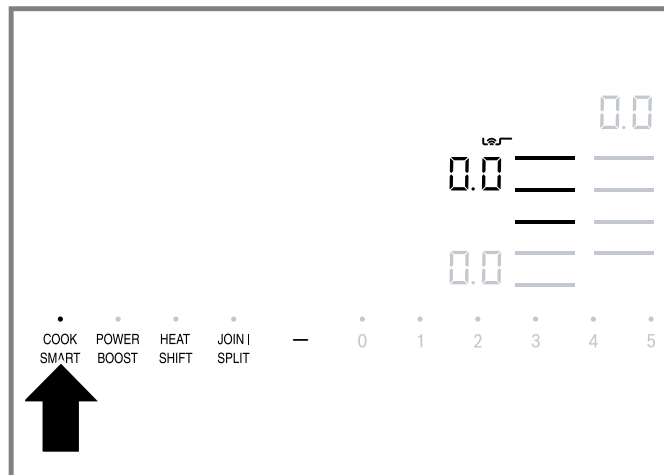 0.0
0.0
0.0
COOK SMART
POWER BOOST
HEAT SHIFT
JOIN I SPLIT
— 0 1 2 3 4 5